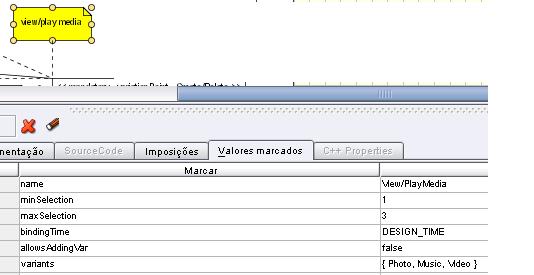 view/play media
nentação SourceCode Imposições Valores marcados C++ Properties
Marcar
name View/PlayMedia
minSelection 1
maxSelection 3
bindingTime DESIGN_TIME
allowsAddingVar false
variants { Photo, Music, Video }